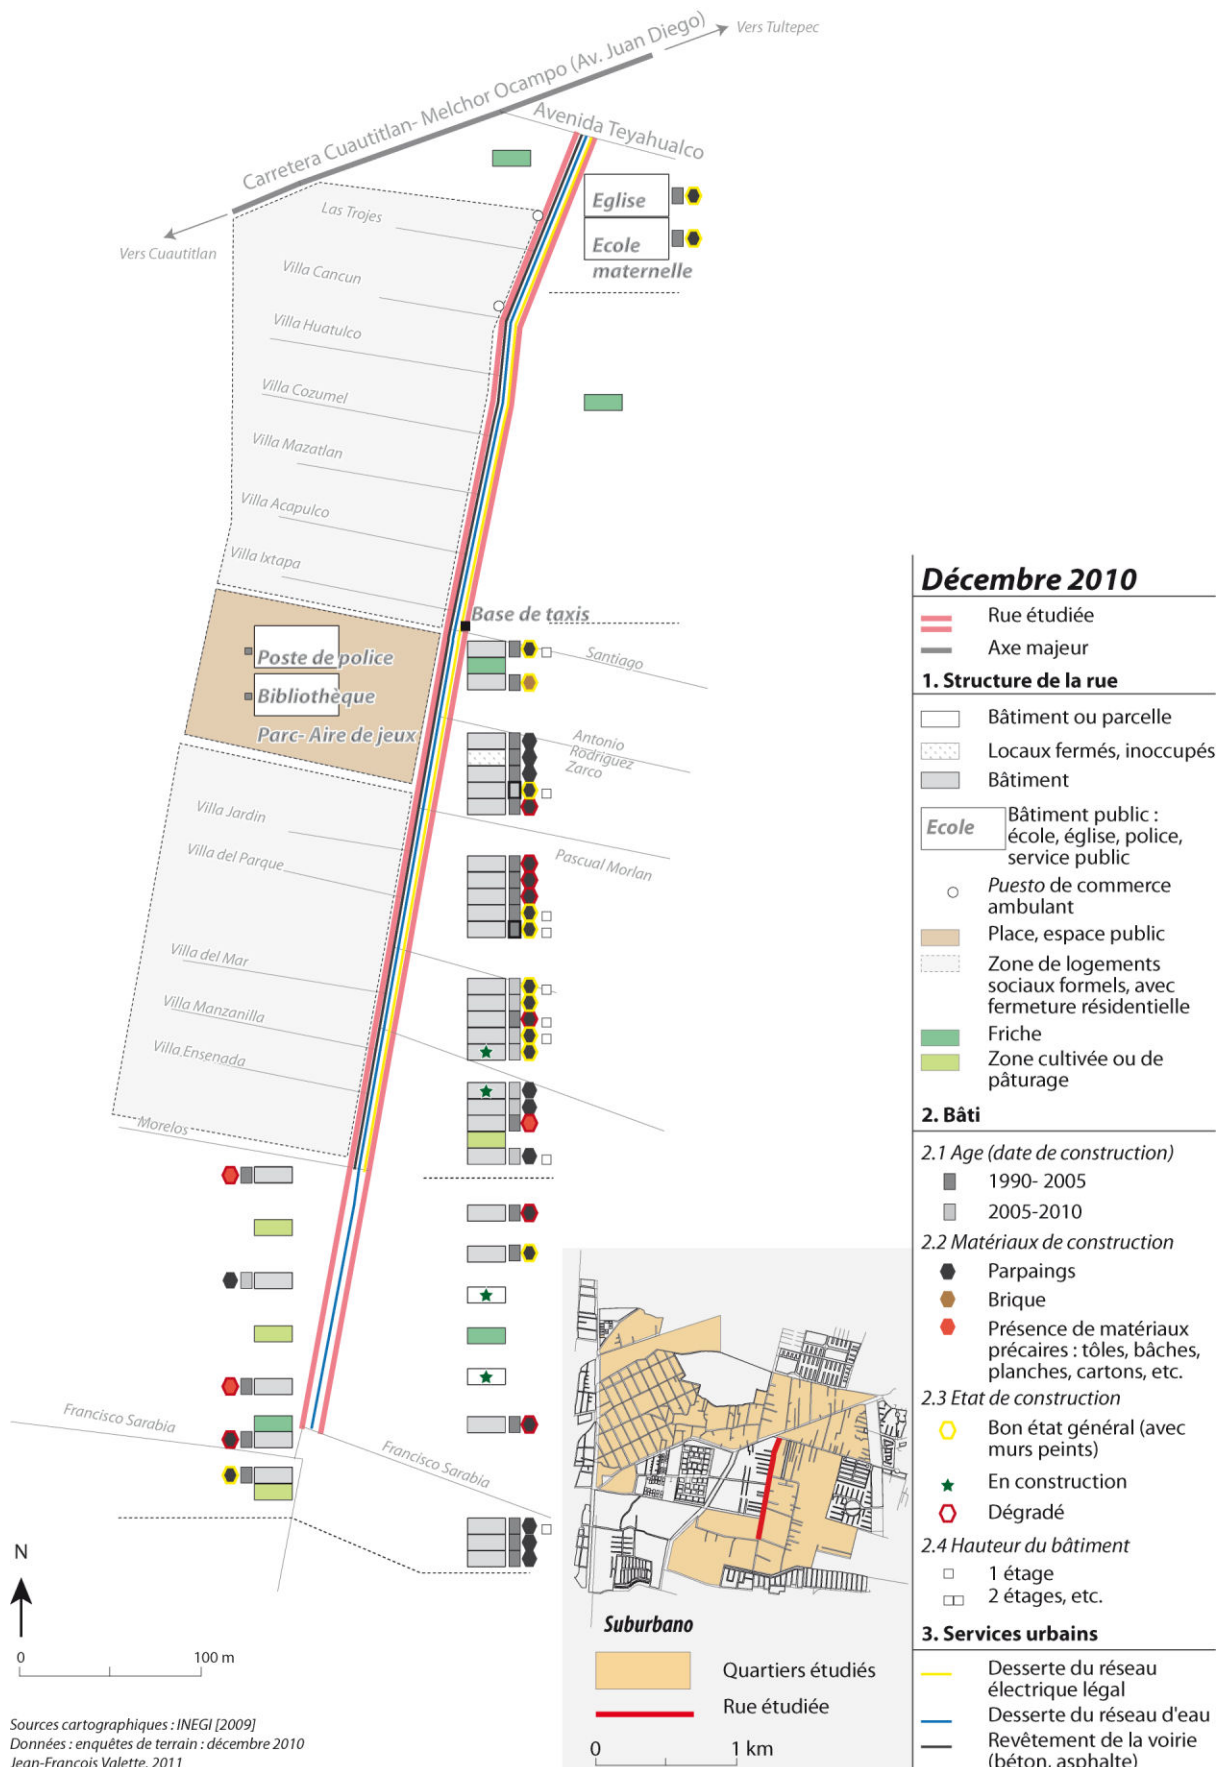 Carretera Cuautitlan- Melchor Ocampo (Av. Juan Diego)
Vers Tultepec
Avenida Teyahualco
Vers Cuautitlan
Las Trojes
Eglise
Ecole
maternelle
Villa Cancun
Villa Huatulco
Villa Cozumel
Villa Mazatlan
Villa Acapulco
Villa Ixtapa
Base de taxis
Santiago
Poste de police
Bibliothèque
Parc- Aire de jeux
Antonio
Rodriguez
Zarco
Villa Jardin
Villa del Parque
Pascual Morlan
Villa del Mar
Villa Manzanilla
Villa Ensenada
Morelos
Francisco Sarabia
Francisco Sarabia
N
0 100 m
Sources cartographiques : INEGI [2009]
Données : enquêtes de terrain : décembre 2010
Jean-François Valette, 2011
Suburbano
Quartiers étudiés
Rue étudiée
0 1 km
Décembre 2010
Rue étudiée
Axe majeur
1. Structure de la rue
Bâtiment ou parcelle
Locaux fermés, inoccupés
Bâtiment
Ecole
Bâtiment public :
école, église, police,
service public
Puesto de commerce
ambulant
Place, espace public
Zone de logements
sociaux formels, avec
fermeture résidentielle
Friche
Zone cultivée ou de
pâturage
2. Bâti
2.1 Age (date de construction)
1990- 2005
2005-2010
2.2 Matériaux de construction
Parpaings
Brique
Présence de matériaux
précaires : tôles, bâches,
planches, cartons, etc.
2.3 Etat de construction
Bon état général (avec
murs peints)
En construction
Dégradé
2.4 Hauteur du bâtiment
1 étage
2 étages, etc.
3. Services urbains
Desserte du réseau
électrique légal
Desserte du réseau d'eau
Revêtement de la voirie
(béton, asphalte)